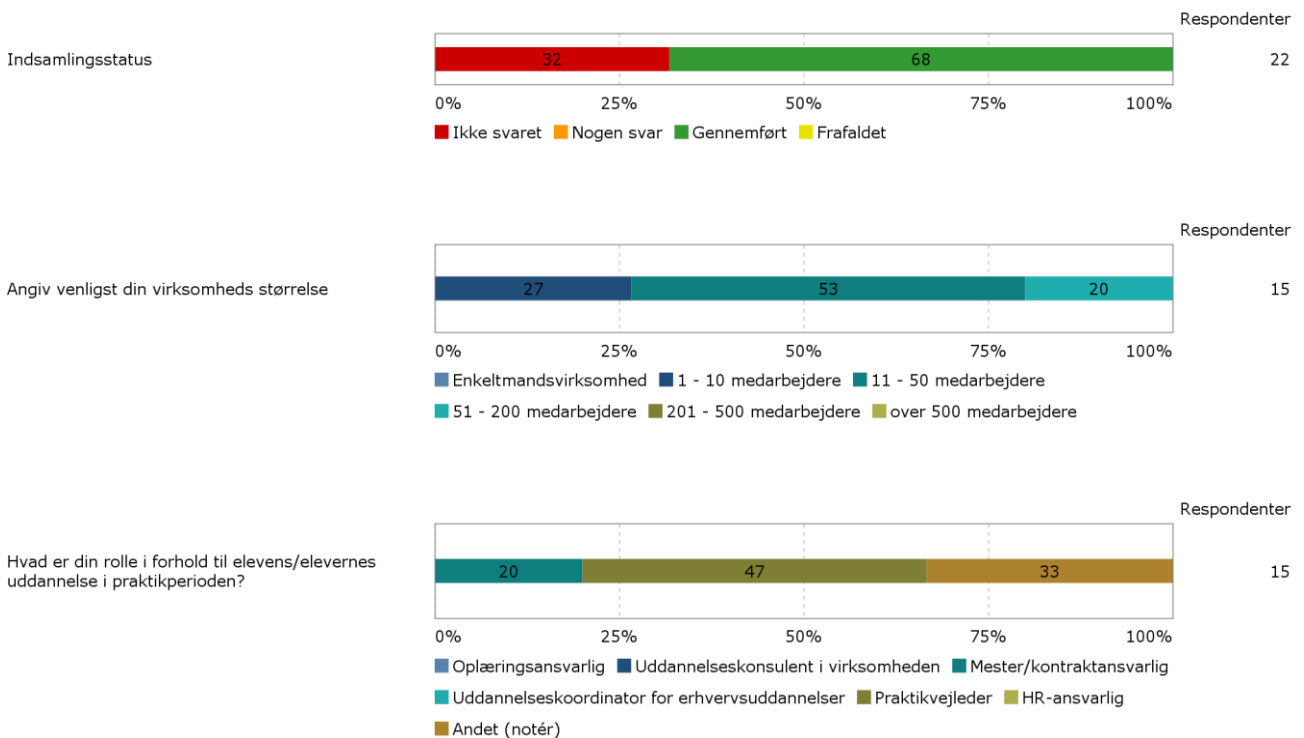 Respondenter
Indsamlingsstatus
32 68
22
0% 25% 50% 75% 100%
Ikke svaret Nogen svar Gennemført Frafaldet
Respondenter
Angiv venligst din virksomheds størrelse
27 53 20
15
0% 25% 50% 75% 100%
Enkeltmandsvirksomhed 1 - 10 medarbejdere 11 - 50 medarbejdere
51 - 200 medarbejdere 201 - 500 medarbejdere over 500 medarbejdere
Respondenter
Hvad er din rolle i forhold til elevens/elevernes
uddannelse i praktikperioden?
20 47 33
15
0% 25% 50% 75% 100%
Oplæringsansvarlig Uddannelseskonsulent i virksomheden Mester/kontraktansvarlig
Uddannelseskoordinator for erhvervsuddannelser Praktikvejleder HR-ansvarlig
Andet (notér)